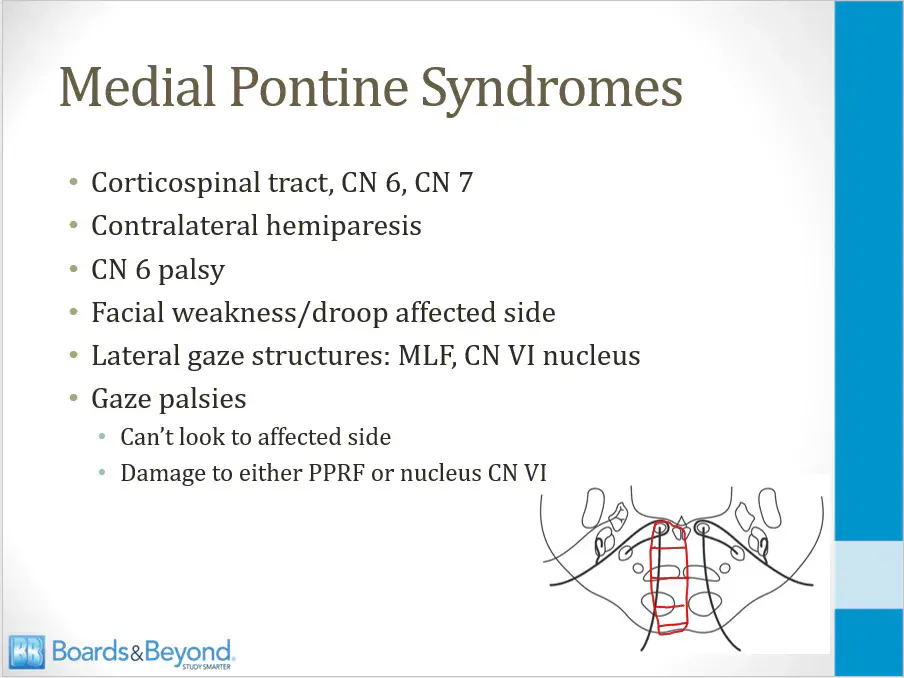 Medial Pontine Syndromes
• Corticospinal tract, CN 6, CN 7
• Contralateral hemiparesis
• CN 6 palsy
• Facial weakness/droop affected side
• Lateral gaze structures: MLF, CN VI nucleus
• Gaze palsies
• Can’t look to affected side
• Damage to either PPRF or nucleus CN VI
BB Boards&Beyond.
STUDY SMARTER